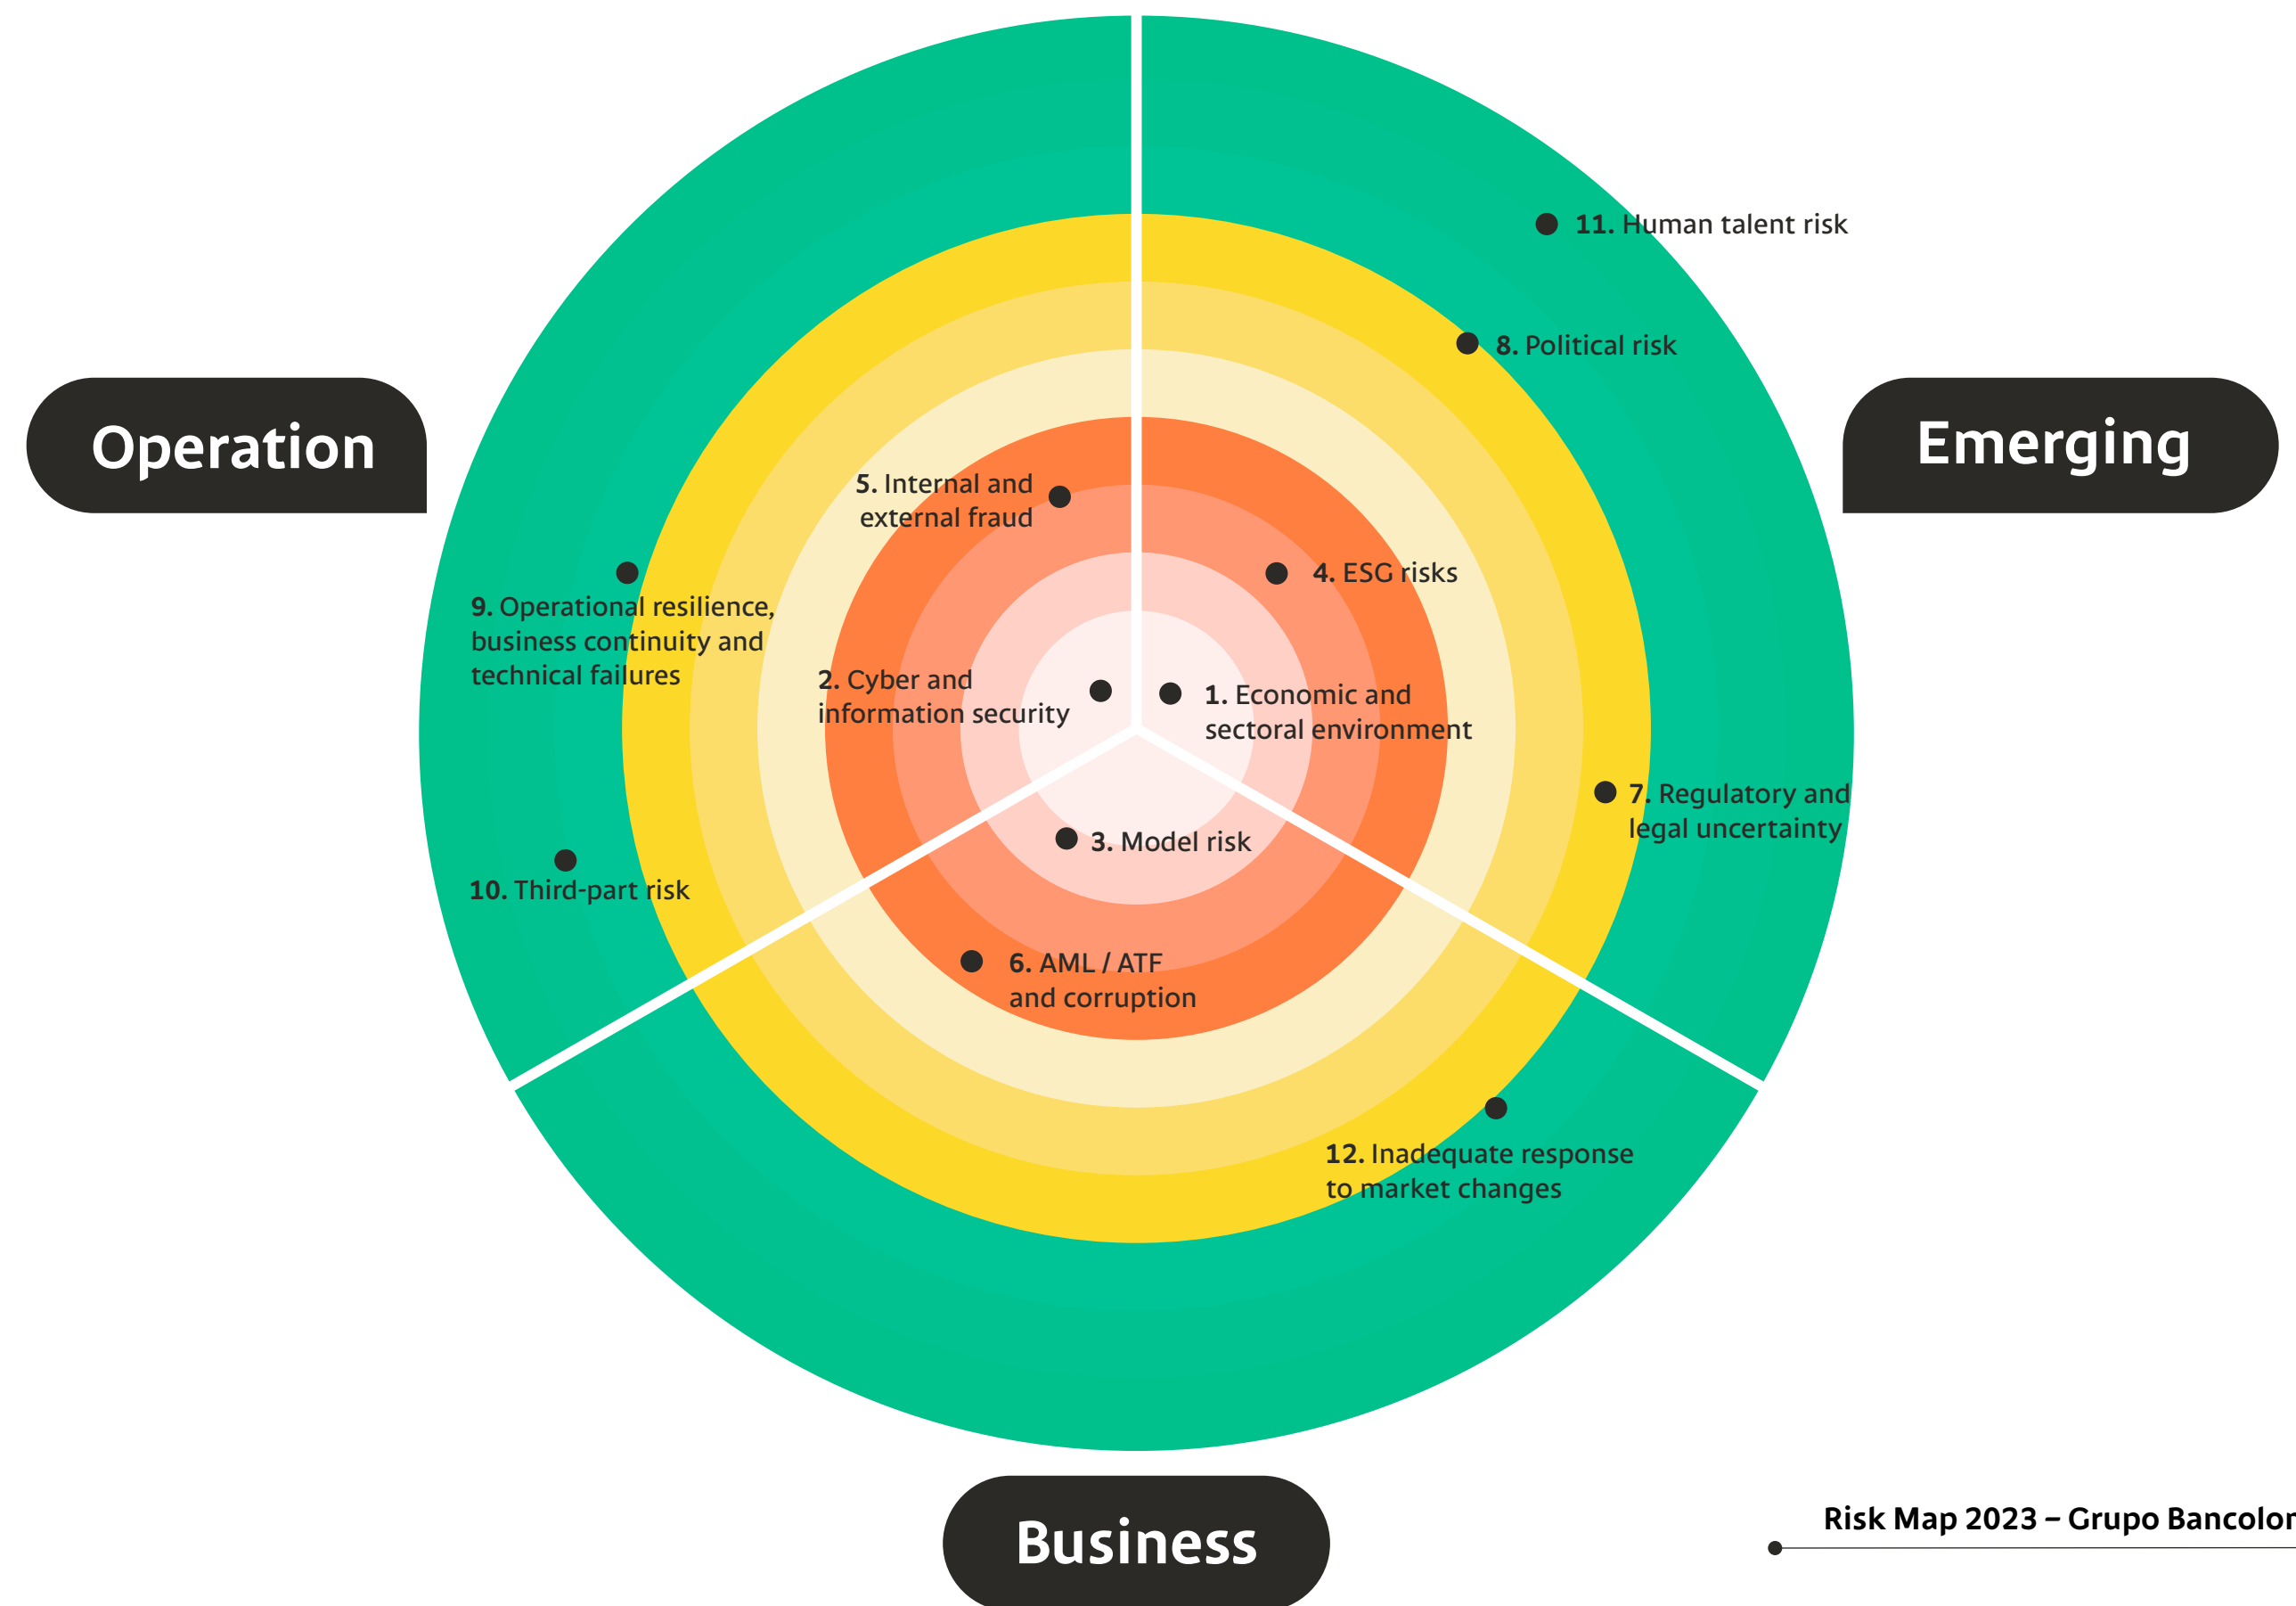 11. Human talent risk
8. Political risk
Operation
Emerging
5. Internal and
external fraud
4. ESG risks
9. Operational resilience,
business continuity and
technical failures
2. Cyber and
information security
1. Economic and
sectoral environment
7. Regulatory and
legal uncertainty
3. Model risk
10. Third-part risk
6. AML / ATF
and corruption
12. Inadequate response
to market changes
Business
Risk Map 2023 – Grupo